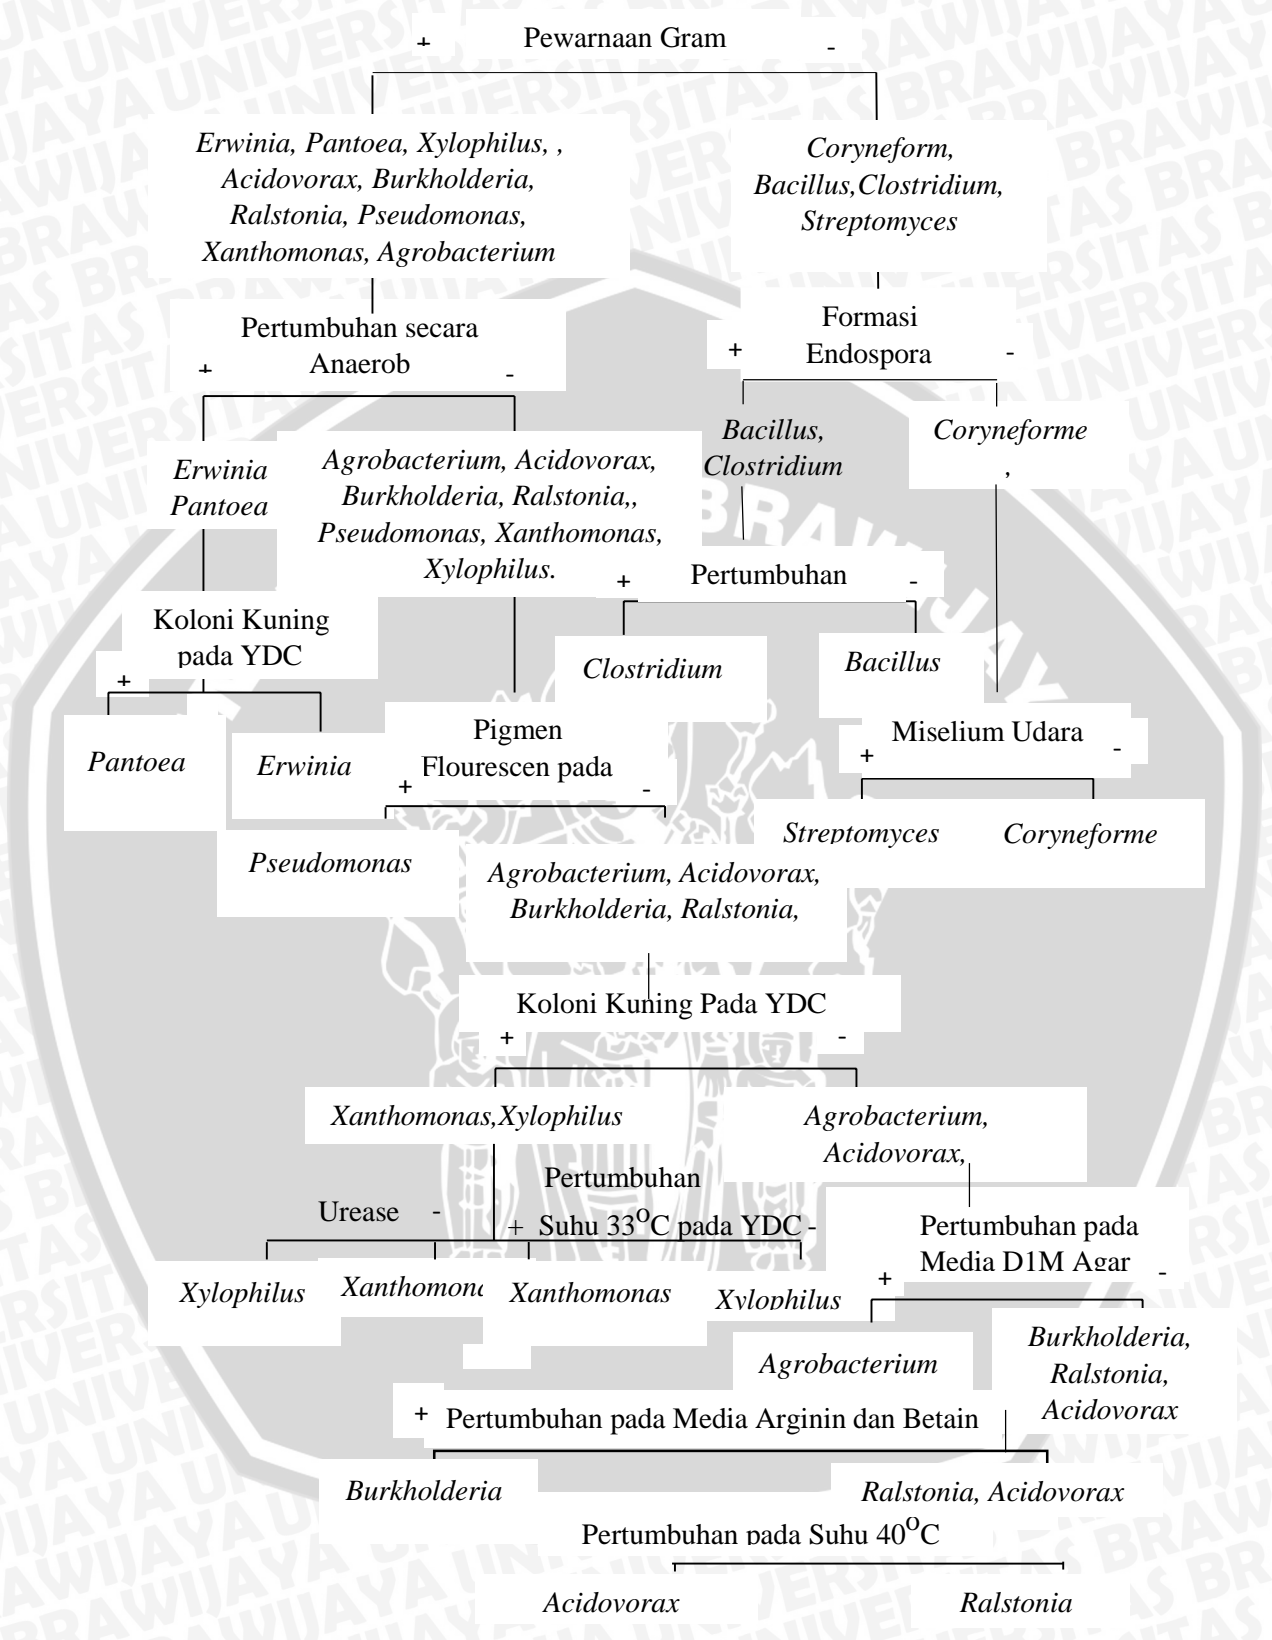 + Pewarnaan Gram -
Erwinia, Pantoea, Xylophilus, ,
Acidovorax, Burkholderia,
Ralstonia, Pseudomonas,
Xanthomonas, Agrobacterium
Coryneform,
Bacillus,Clostridium,
Streptomyces
Pertumbuhan secara
+ Anaerob -
Formasi
+ Endospora -
Erwinia
Pantoea
Agrobacterium, Acidovorax,
Burkholderia, Ralstonia,,
Pseudomonas, Xanthomonas,
Xylophilus.
Bacillus,
Clostridium
Coryneforme
,
+ Pertumbuhan -
Clostridium
Bacillus
Koloni Kuning
pada YDC
+
Pantoea
Erwinia
Pigmen
Flourescen pada
+ -
Miselium Udara
+ -
Streptomyces
Coryneforme
Pseudomonas
Agrobacterium, Acidovorax,
Burkholderia, Ralstonia,
Koloni Kuning Pada YDC
+ -
Xanthomonas,Xylophilus
Agrobacterium,
Acidovorax,
Urease -
Pertumbuhan
+ Suhu 33OC pada YDC -
Xylophilus
Xanthomona
Xanthomonas
Xylophilus
Pertumbuhan pada
Media D1M Agar
+ -
Agrobacterium
Burkholderia,
Ralstonia,
Acidovorax
+ Pertumbuhan pada Media Arginin dan Betain
Burkholderia
Ralstonia, Acidovorax
Pertumbuhan pada Suhu 40OC
Acidovorax
Ralstonia
BRAWIJAYA